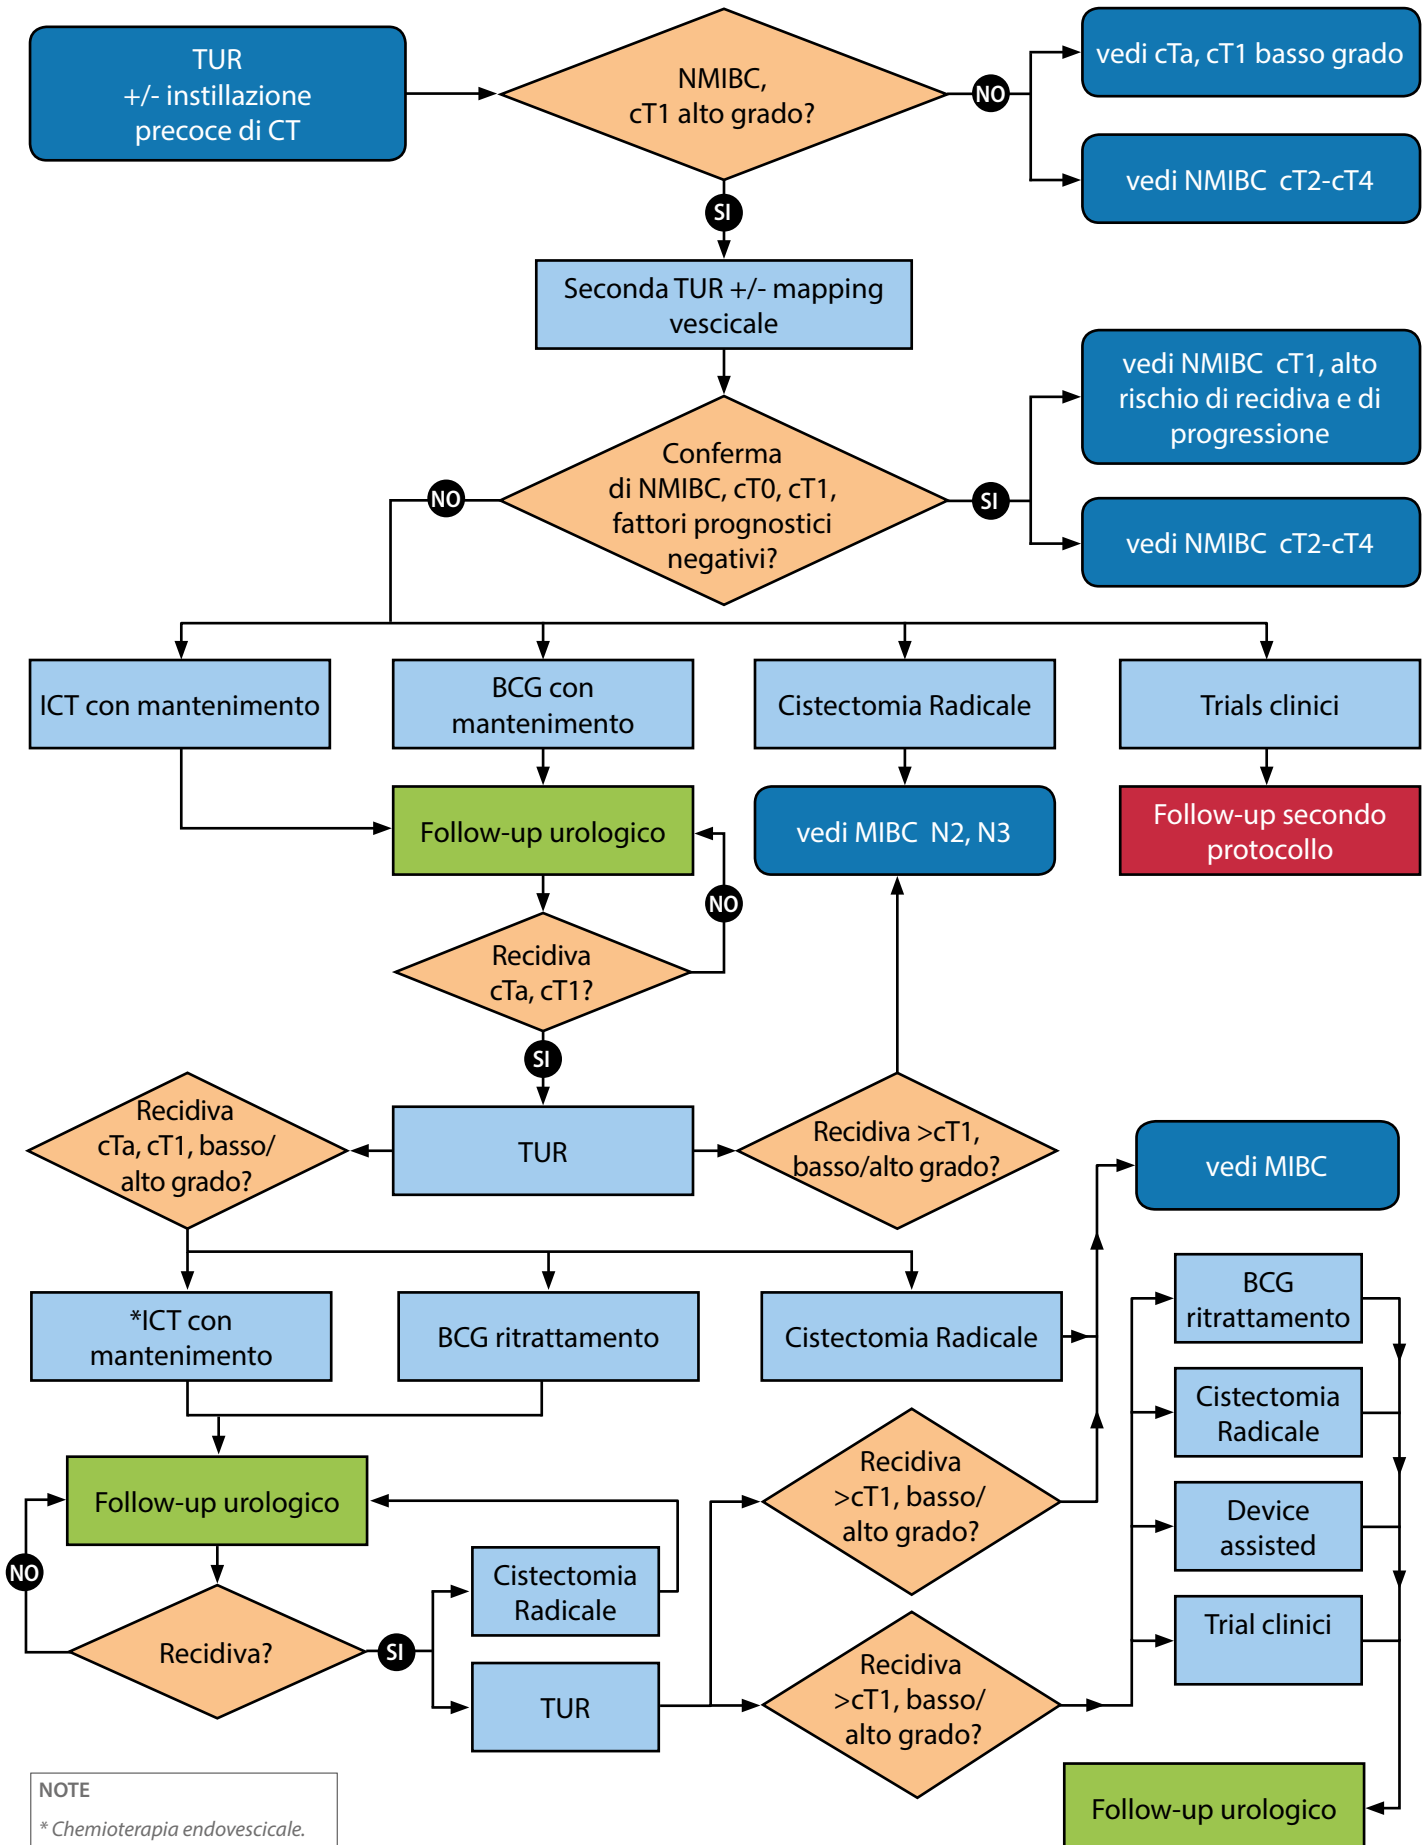 TUR
+/- instillazione
precoce di CT
NMIBC,
cT1 alto grado?
NO
vedi cTa, cT1 basso grado
vedi NMIBC cT2-cT4
SI
Seconda TUR +/- mapping
vescicale
Conferma
di NMIBC, cT0, cT1,
fattori prognostici
negativi?
NO
SI
vedi NMIBC cT1, alto
rischio di recidiva e di
progressione
vedi NMIBC cT2-cT4
ICT con mantenimento
BCG con
mantenimento
Cistectomia Radicale
Trials clinici
Follow-up urologico
vedi MIBC N2, N3
Follow-up secondo
protocollo
NO
Recidiva
cTa, cT1?
SI
Recidiva
cTa, cT1, basso/
alto grado?
TUR
Recidiva >cT1,
basso/alto grado?
vedi MIBC
*ICT con
mantenimento
BCG ritrattamento
Cistectomia Radicale
BCG
ritrattamento
Cistectomia
Radicale
Device
assisted
Trial clinici
Follow-up urologico
NO
Recidiva?
SI
Cistectomia
Radicale
TUR
Recidiva
>cT1, basso/
alto grado?
Recidiva
>cT1, basso/
alto grado?
Follow-up urologico
NOTE
* Chemioterapia endovescicale.